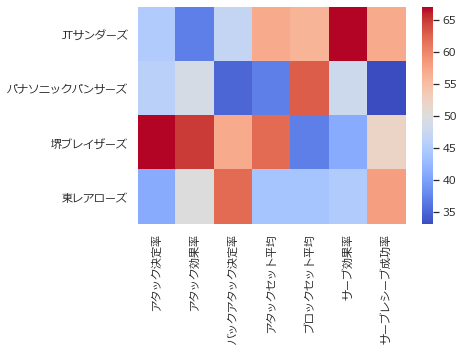 JTサンダーズ
パナソニックパンサーズ
堺ブレイザーズ
東レアローズ
アタック決定率
アタック効果率
バックアタック決定率
アタックセット平均
ブロックセット平均
サーブ効果率
サーブレシーブ成功率
65
60
55
50
45
40
35